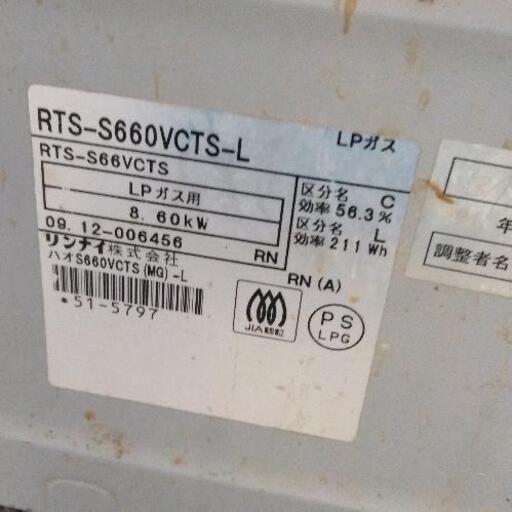 RTS-S660VCTS-L
LPガス
RTS-S66VCTS
LPガス用
8.60kW
区分名 C
効率 56.3%
区分名 L
効率 211Wh
09.12-006456
RN
リンナイ株式会社
ハオS660VCTS(MG)-L
*51-5797
RN(A)
JIA
PS
LPG
年
調整者名